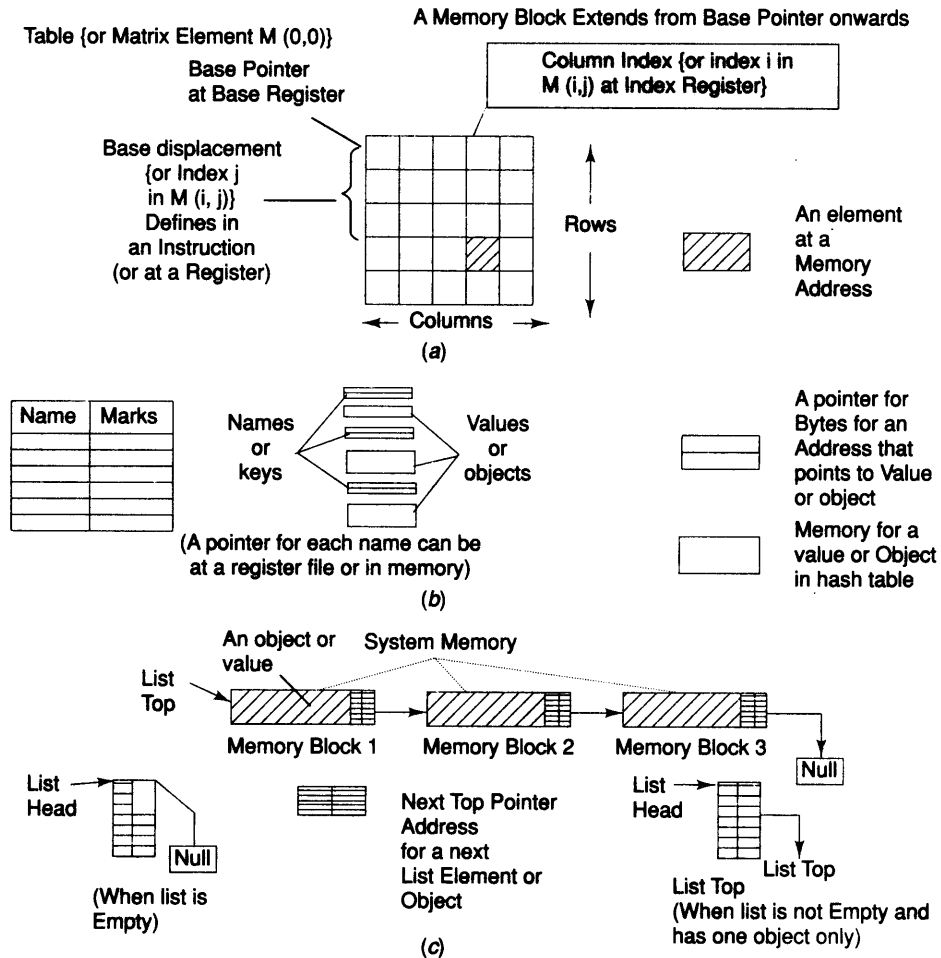 A Memory Block Extends from Base Pointer onwards
Table {or Matrix Element M (0,0)}
Base Pointer
at Base Register
Column Index {or index i in
M (i,j) at Index Register}
Base displacement
{or Index j
in M (i, j)}
Defines in
an Instruction
(or at a Register)
Rows
An element
at a
Memory
Address
Columns
(a)
Name Marks
Names
or
keys
Values
or
objects
A pointer for
Bytes for an
Address that
points to Value
or object
(A pointer for each name can be
at a register file or in memory)
Memory for a
value or Object
in hash table
(b)
An object or
value
System Memory
List
Top
Memory Block 1
Memory Block 2
Memory Block 3
Null
List
Head
Null
(When list is
Empty)
Next Top Pointer
Address
for a next
List Element or
Object
List
Head
List Top
List Top
(When list is not Empty and
has one object only)
(c)